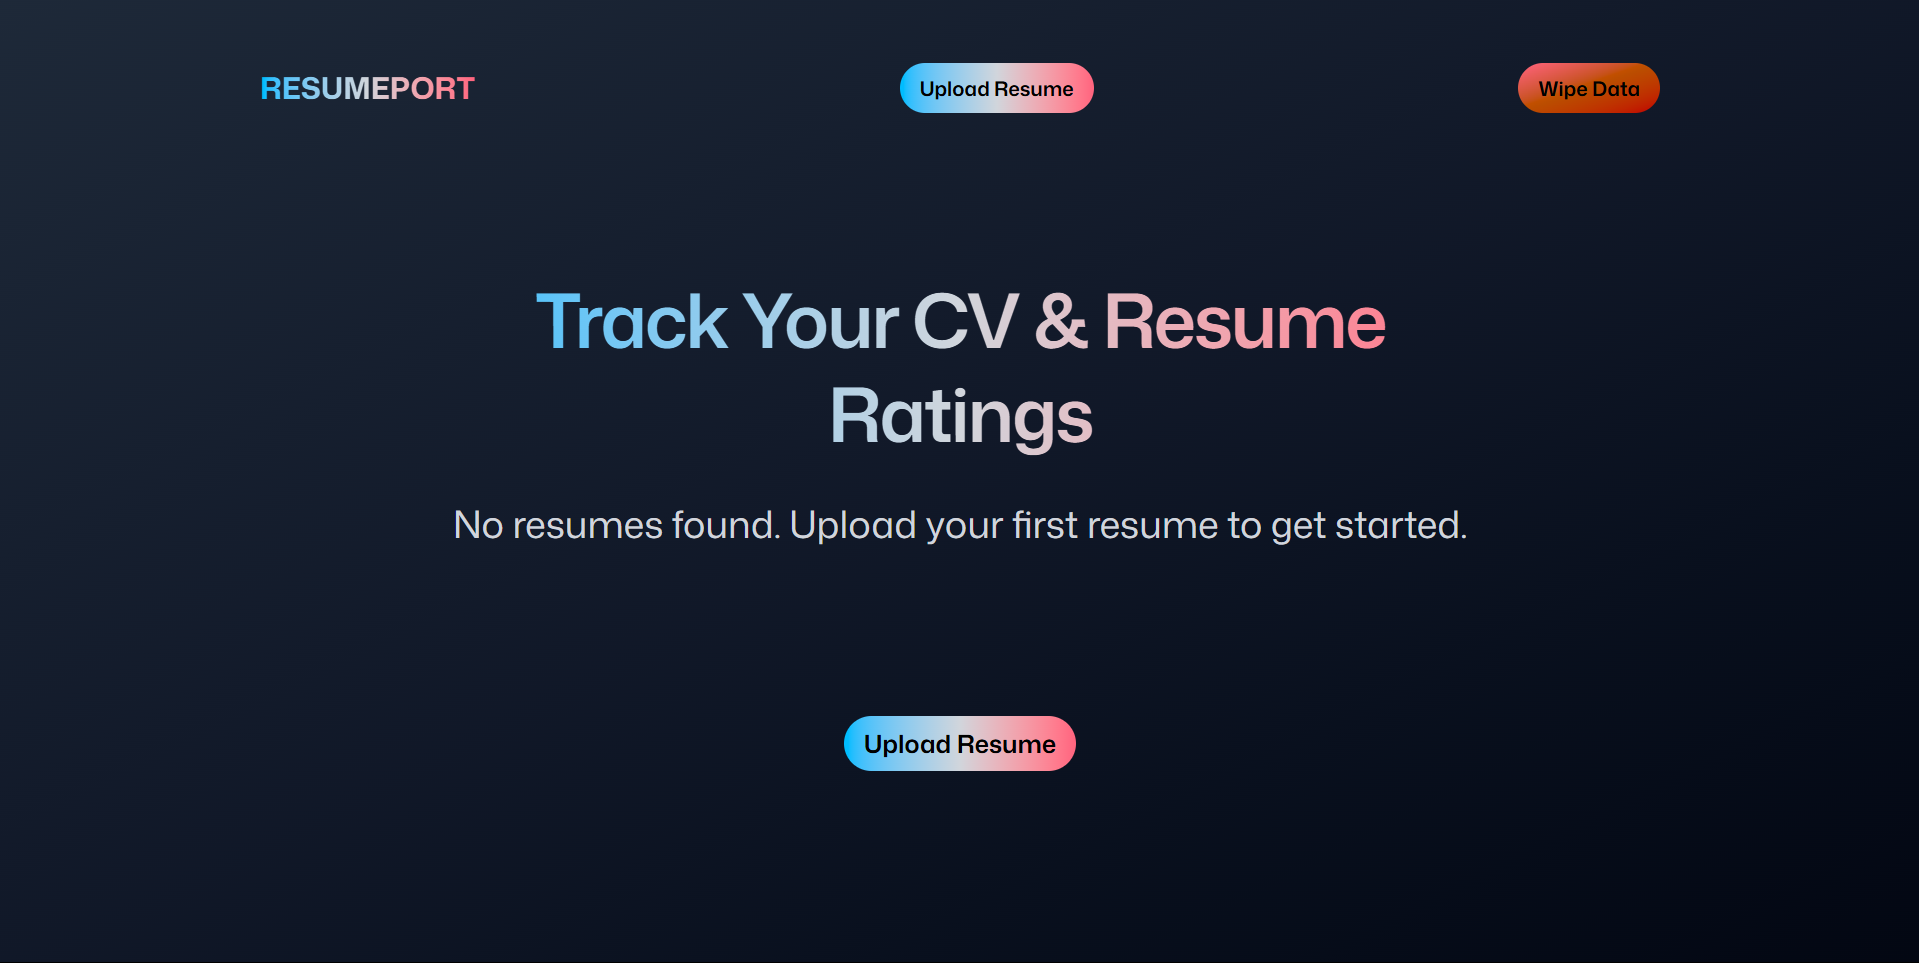 RESUMEPORT
Upload Resume
Wipe Data
Track Your CV & Resume
Ratings
No resumes found. Upload your first resume to get started.
Upload Resume